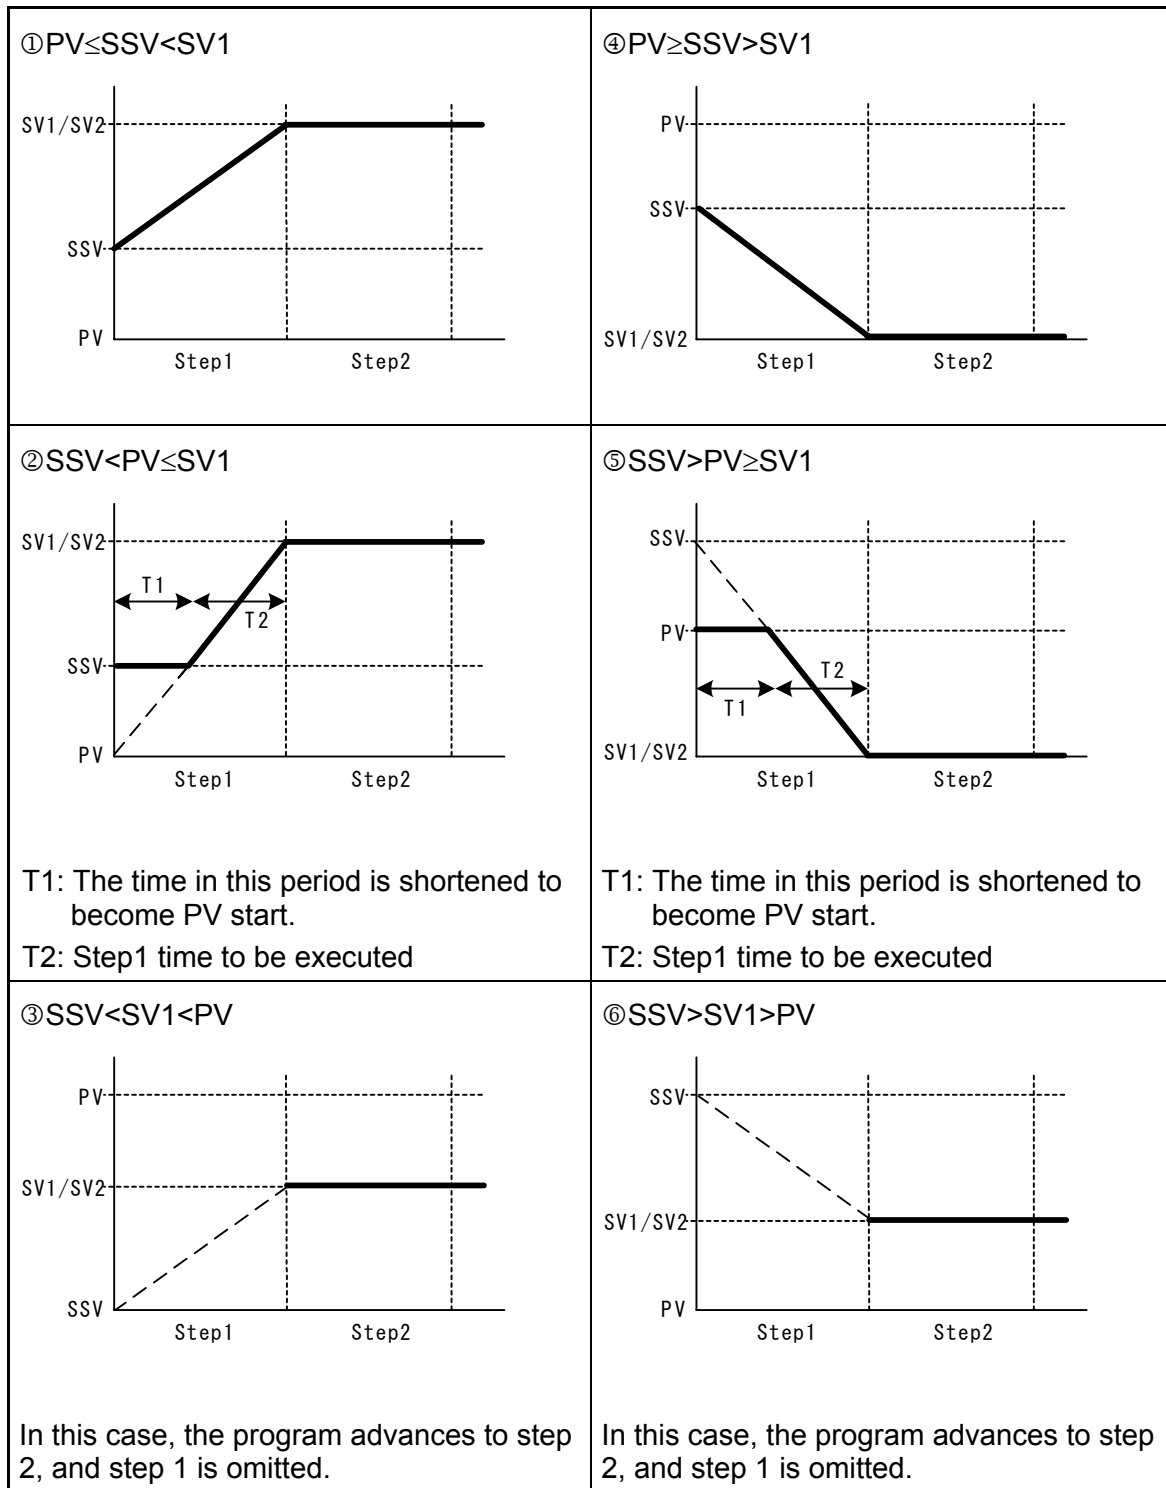 ①PV≤SSV<SV1
SV1/SV2
SSV
PV
Step1 Step2
④PV≥SSV>SV1
PV
SSV
SV1/SV2
Step1 Step2
②SSV<PV≤SV1
SV1/SV2
T1
T2
SSV
PV
Step1 Step2
T1: The time in this period is shortened to
become PV start.
T2: Step1 time to be executed
⑤SSV>PV≥SV1
SSV
PV
T2
T1
SV1/SV2
Step1 Step2
T1: The time in this period is shortened to
become PV start.
T2: Step1 time to be executed
③SSV<SV1<PV
PV
SV1/SV2
SSV
Step1 Step2
In this case, the program advances to step
2, and step 1 is omitted.
⑥SSV>SV1>PV
SSV
SV1/SV2
PV
Step1 Step2
In this case, the program advances to step
2, and step 1 is omitted.